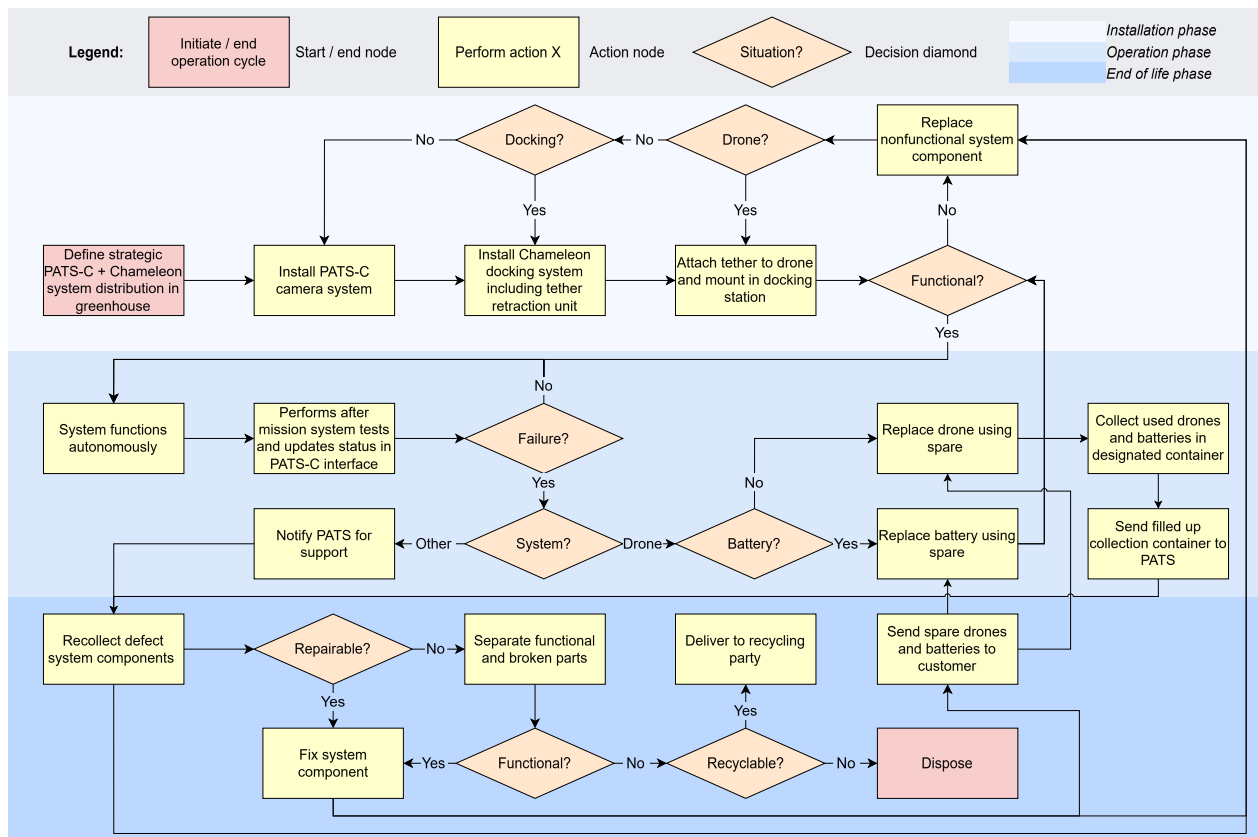 Legend:
Initiate / end
operation cycle
Start / end node
Perform action X
Action node
Situation?
Decision diamond
Installation phase
Operation phase
End of life phase
No
Docking?
No
Drone?
Replace
nonfunctional system
component
Yes
Yes
No
Define strategic
PATS-C + Chameleon
system distribution in
greenhouse
Install PATS-C
camera system
Install Chameleon
docking system
including tether
retraction unit
Attach tether to drone
and mount in docking
station
Functional?
Yes
No
System functions
autonomously
Performs after
mission system tests
and updates status in
PATS-C interface
Failure?
Replace drone using
spare
Collect used drones
and batteries in
designated container
Yes
No
Notify PATS for
support
Other
System?
Drone
Battery?
Yes
Replace battery using
spare
Send filled up
collection container to
PATS
Recollect defect
system components
Repairable?
No
Separate functional
and broken parts
Deliver to recycling
party
Send spare drones
and batteries to
customer
Yes
Yes
Fix system
component
Yes
Functional?
No
Recyclable?
No
Dispose